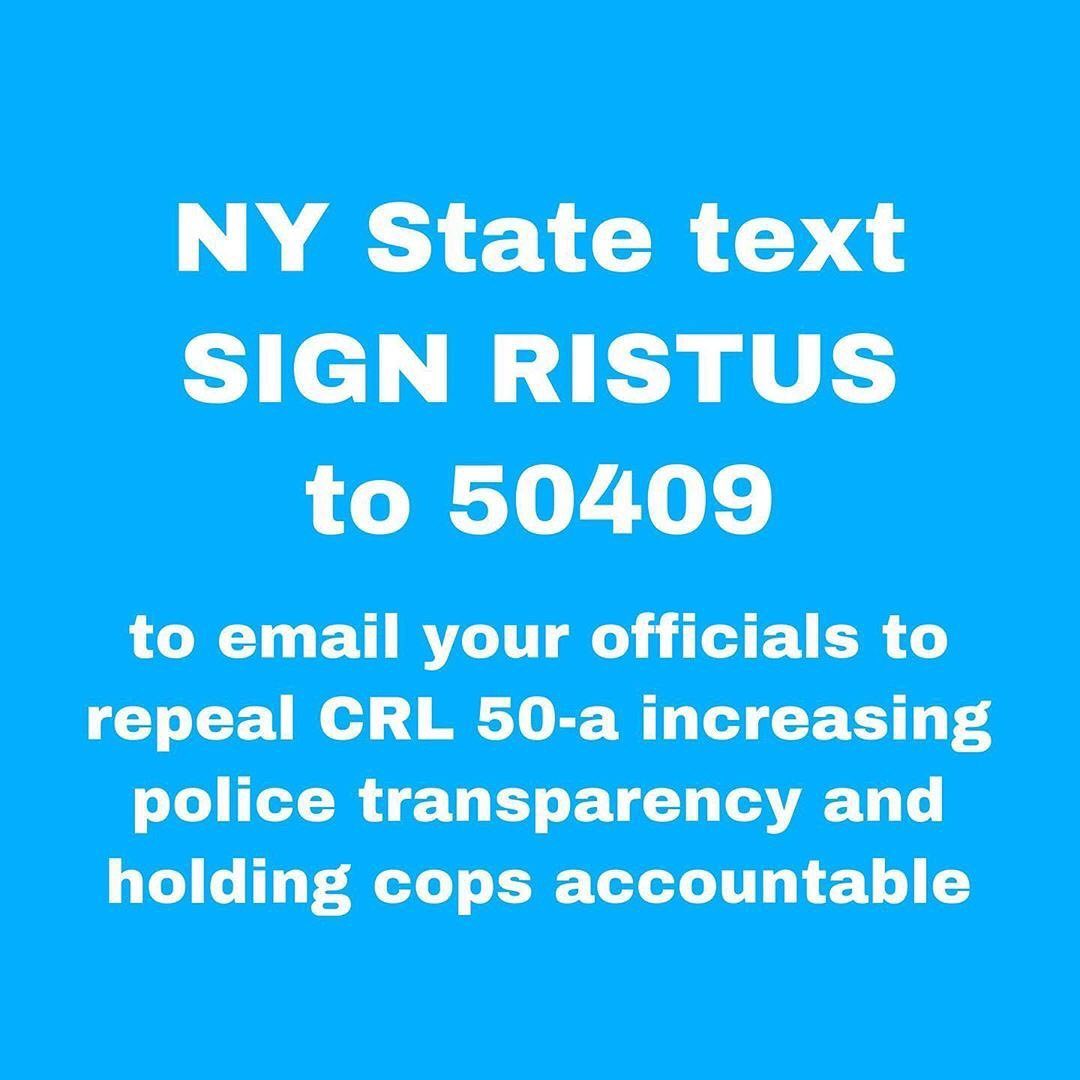 NY State text
SIGN RISTUS
to 50409
to email your officials to
repeal CRL 50-a increasing
police transparency and
holding cops accountable